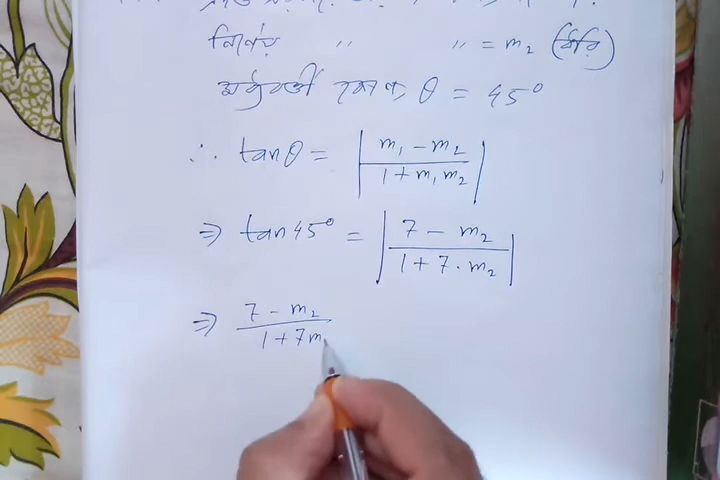 নির্ণেয় " " = m₂ (ধরি)
মধ্যবর্তী কোণ, θ = 45°
∴ tanθ = |(m₁ - m₂)/(1 + m₁m₂)|
⇒ tan45° = |(7 - m₂)/(1 + 7·m₂)|
⇒ (7 - m₂)/(1 + 7m